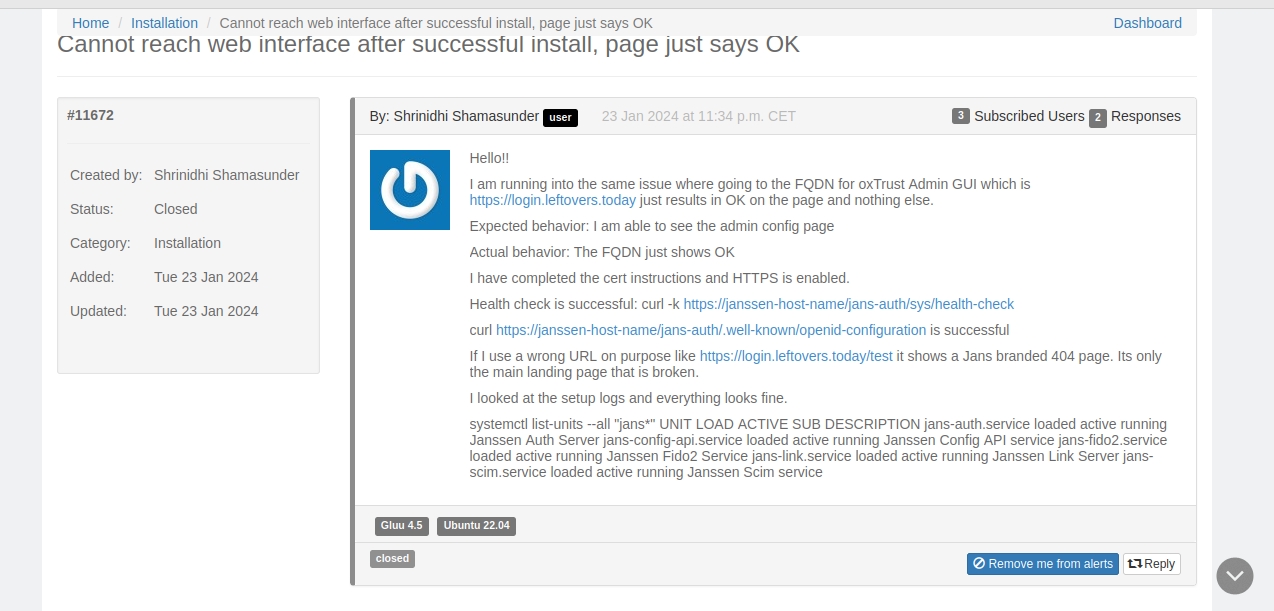 Home / Installation / Cannot reach web interface after successful install, page just says OK Dashboard
Cannot reach web interface after successful install, page just says OK
#11672
Created by: Shrinidhi Shamasunder
Status: Closed
Category: Installation
Added: Tue 23 Jan 2024
Updated: Tue 23 Jan 2024
By: Shrinidhi Shamasunder user 23 Jan 2024 at 11:34 p.m. CET 3 Subscribed Users 2 Responses
Hello!!
I am running into the same issue where going to the FQDN for oxTrust Admin GUI which is
https://login.leftovers.today just results in OK on the page and nothing else.
Expected behavior: I am able to see the admin config page
Actual behavior: The FQDN just shows OK
I have completed the cert instructions and HTTPS is enabled.
Health check is successful: curl -k https://janssen-host-name/jans-auth/sys/health-check
curl https://janssen-host-name/jans-auth/.well-known/openid-configuration is successful
If I use a wrong URL on purpose like https://login.leftovers.today/test it shows a Jans branded 404 page. Its only
the main landing page that is broken.
I looked at the setup logs and everything looks fine.
systemctl list-units --all "jans*" UNIT LOAD ACTIVE SUB DESCRIPTION jans-auth.service loaded active running
Janssen Auth Server jans-config-api.service loaded active running Janssen Config API service jans-fido2.service
loaded active running Janssen Fido2 Service jans-link.service loaded active running Janssen Link Server jans-
scim.service loaded active running Janssen Scim service
Gluu 4.5 Ubuntu 22.04
closed
Remove me from alerts Reply